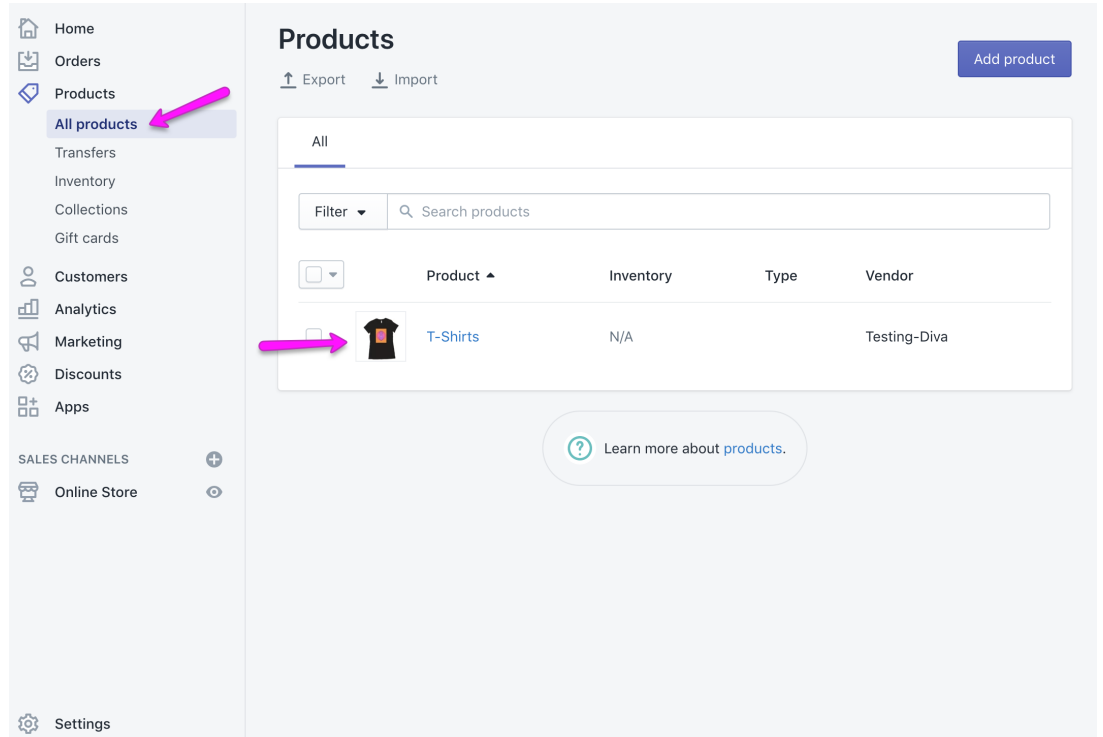 Home
Orders
Products
All products
Transfers
Inventory
Collections
Gift cards
Customers
Analytics
Marketing
Discounts
Apps
SALES CHANNELS
Online Store
Settings
Products
Export Import
Add product
All
Filter Search products
Product Inventory Type Vendor
T-Shirts N/A Testing-Diva
Learn more about products.